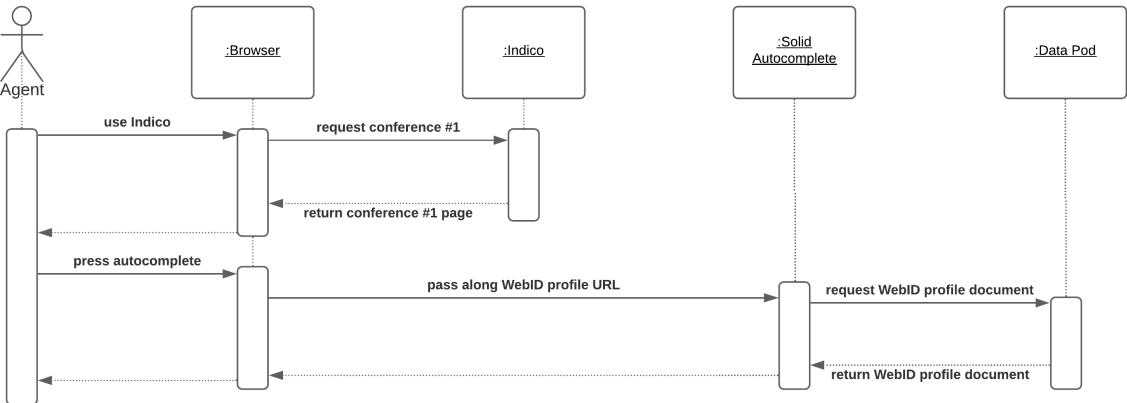 :Browser
:Indico
:Solid
Autocomplete
:Data Pod
Agent
use Indico
request conference #1
return conference #1 page
press autocomplete
pass along WebID profile URL
request WebID profile document
return WebID profile document